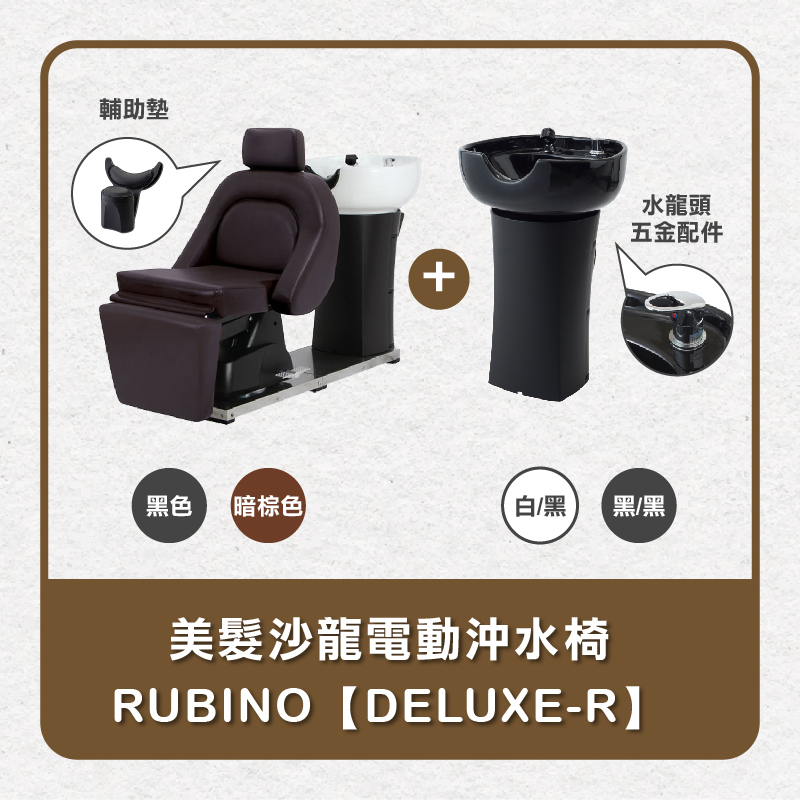 輔助墊
水龍頭
五金配件
+
黑色
暗棕色
白/黑
黑/黑
美髮沙龍電動沖水椅
RUBINO【DELUXE-R】